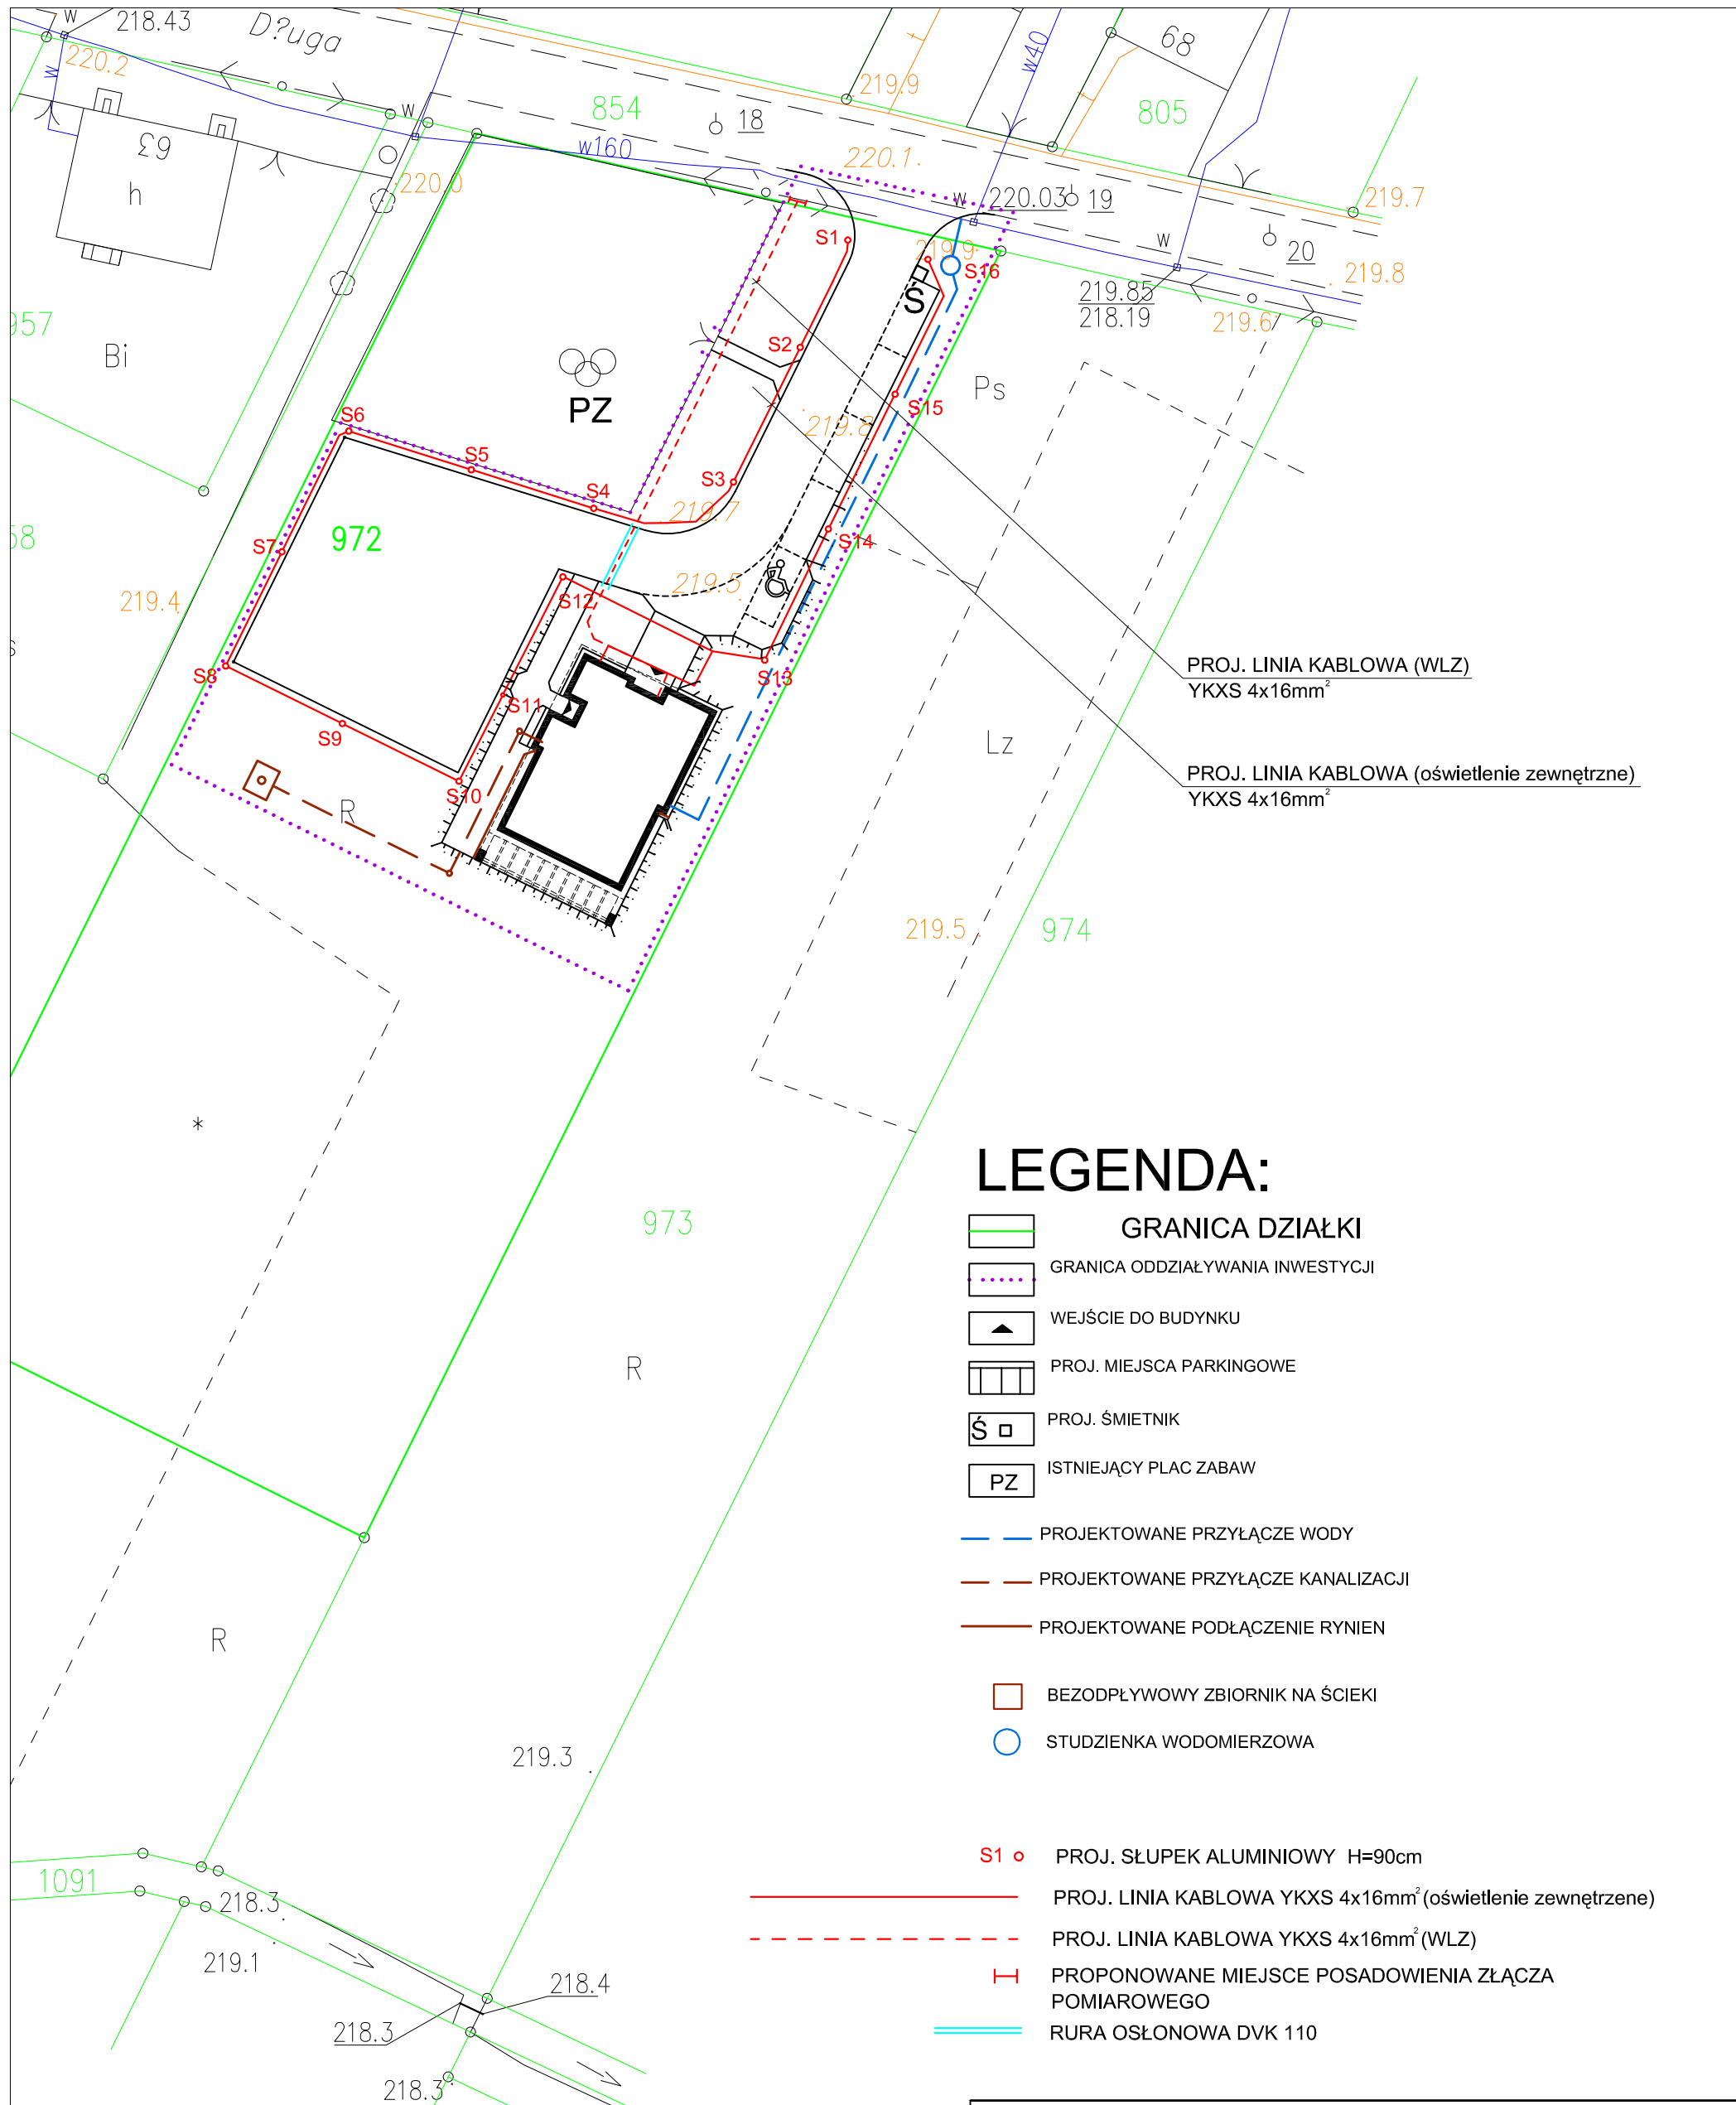 W
218.43
D?uga
220.2
W
W
854
18
219.9
w40
68
805
63
w160
220.1
220.0
4
W
220.03
19
219.7
W
20
S1
219.9
S16
219.8
Ś
219.85
218.19
219.6
957
Bi
S2
PZ
Ps
S15
S6
219.8
S5
S3
S4
219.7
58
972
S14
S7
219.5
219.4
S12
S13
PROJ. LINIA KABLOWA (WLZ)
YKXS 4x16mm²
S8
S11
S9
Lz
PROJ. LINIA KABLOWA (oświetlenie zewnętrzne)
YKXS 4x16mm²
S10
R
219.5
974
*
LEGENDA:
973
GRANICA DZIAŁKI
GRANICA ODDZIAŁYWANIA INWESTYCJI
WEJŚCIE DO BUDYNKU
R
PROJ. MIEJSCA PARKINGOWE
Ś PROJ. ŚMIETNIK
PZ ISTNIEJĄCY PLAC ZABAW
PROJEKTOWANE PRZYŁĄCZE WODY
PROJEKTOWANE PRZYŁĄCZE KANALIZACJI
PROJEKTOWANE PODŁĄCZENIE RYNIEN
R
BEZODPŁYWOWY ZBIORNIK NA ŚCIEKI
STUDZIENKA WODOMIERZOWA
219.3
S1 PROJ. SŁUPEK ALUMINIOWY H=90cm
1091
218.3
PROJ. LINIA KABLOWA YKXS 4x16mm² (oświetlenie zewnętrzene)
219.1
PROJ. LINIA KABLOWA YKXS 4x16mm² (WLZ)
218.4
PROPONOWANE MIEJSCE POSADOWIENIA ZŁĄCZA
POMIAROWEGO
218.3
RURA OSŁONOWA DVK 110
218.3